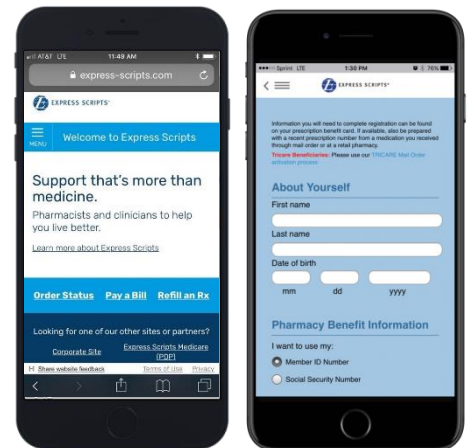 AT&T LTE 11:49 AM
express-scripts.com
EXPRESS SCRIPTS®
MENU
Welcome to Express Scripts
Support that's more than
medicine.
Pharmacists and clinicians to help
you live better.
Learn more about Express Scripts
Order Status Pay a Bill Refill an Rx
Looking for one of our other sites or partners?
Corporate Site
Express Scripts Medicare
(PDP)
[+] Share website feedback
Terms of Use Privacy
Sprint LTE 1:30 PM 76%
EXPRESS SCRIPTS®
Information you will need to complete registration can be found
on your prescription benefit card. If available, also be prepared
with a recent prescription number from a medication you received
through mail order or at a retail pharmacy.
Tricare Beneficiaries: Please use our TRICARE Mail Order
activation process
About Yourself
First name
Last name
Date of birth
mm dd yyyy
Pharmacy Benefit Information
I want to use my:
Member ID Number
Social Security Number